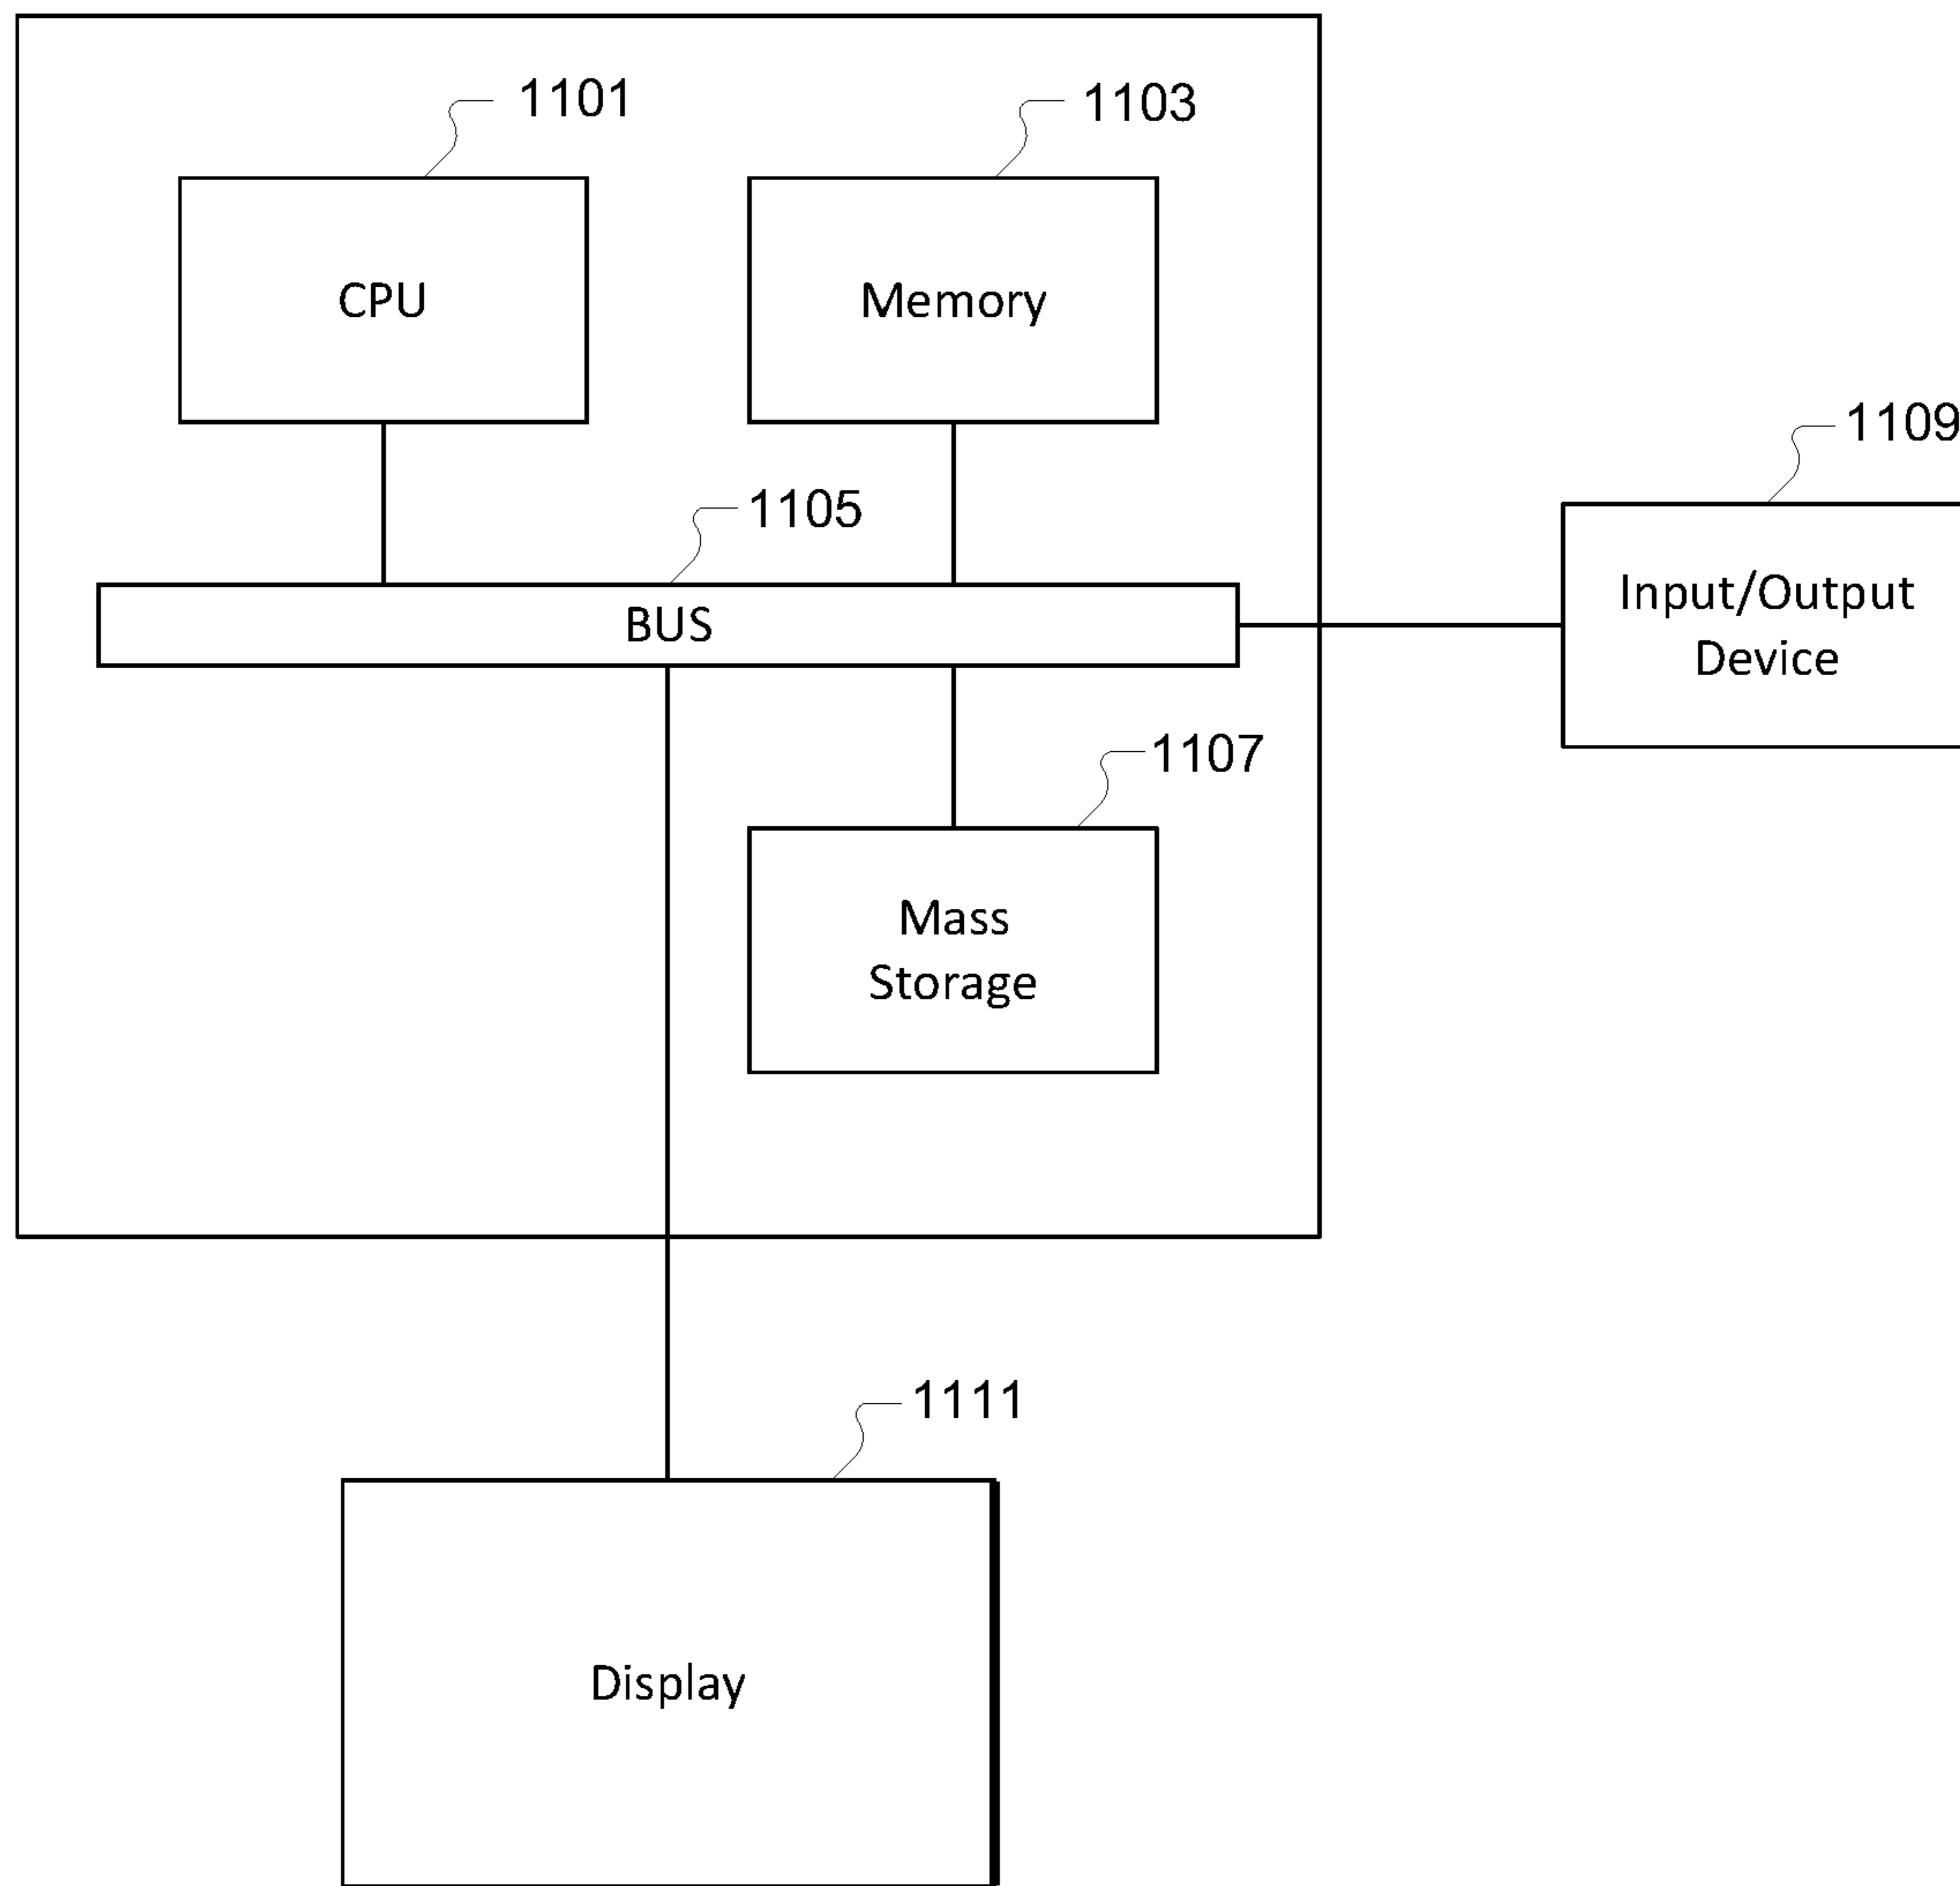 1101
1103
CPU
Memory
1109
1105
Input/Output
Device
BUS
1107
Mass
Storage
1111
Display